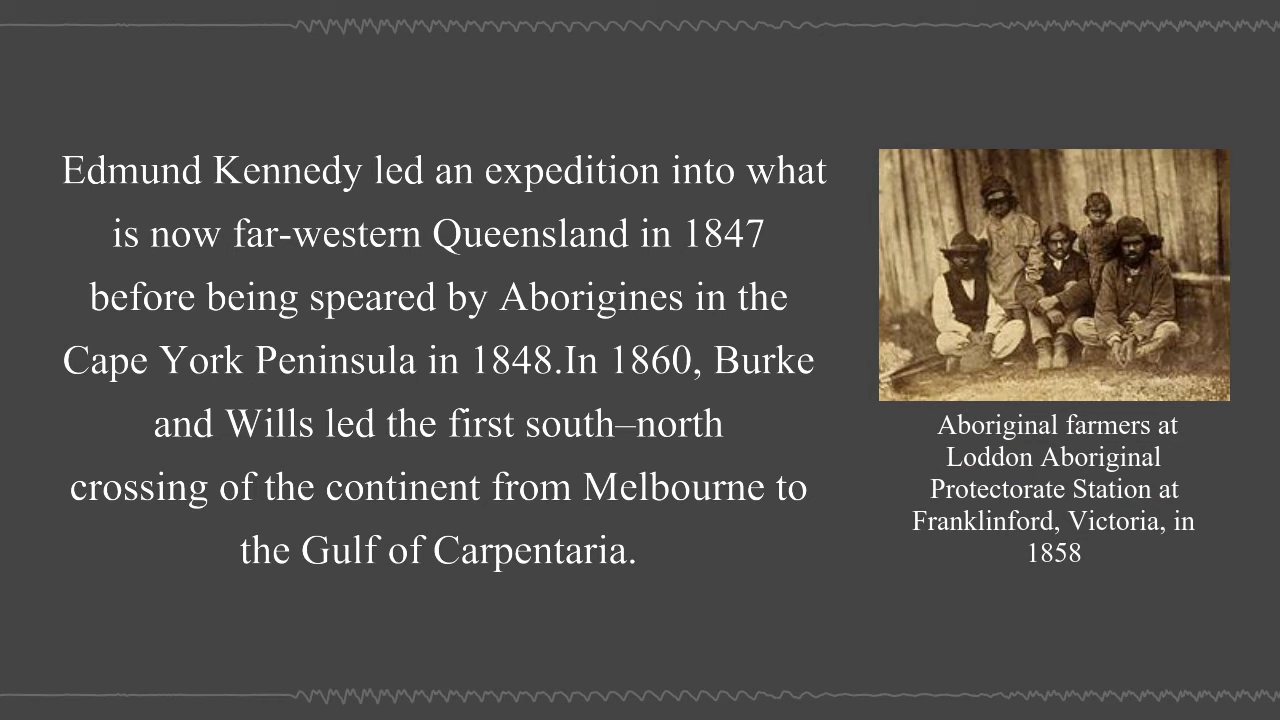 Edmund Kennedy led an expedition into what
is now far-western Queensland in 1847
before being speared by Aborigines in the
Cape York Peninsula in 1848.In 1860, Burke
and Wills led the first south–north
crossing of the continent from Melbourne to
the Gulf of Carpentaria.
Aboriginal farmers at
Loddon Aboriginal
Protectorate Station at
Franklinford, Victoria, in
1858